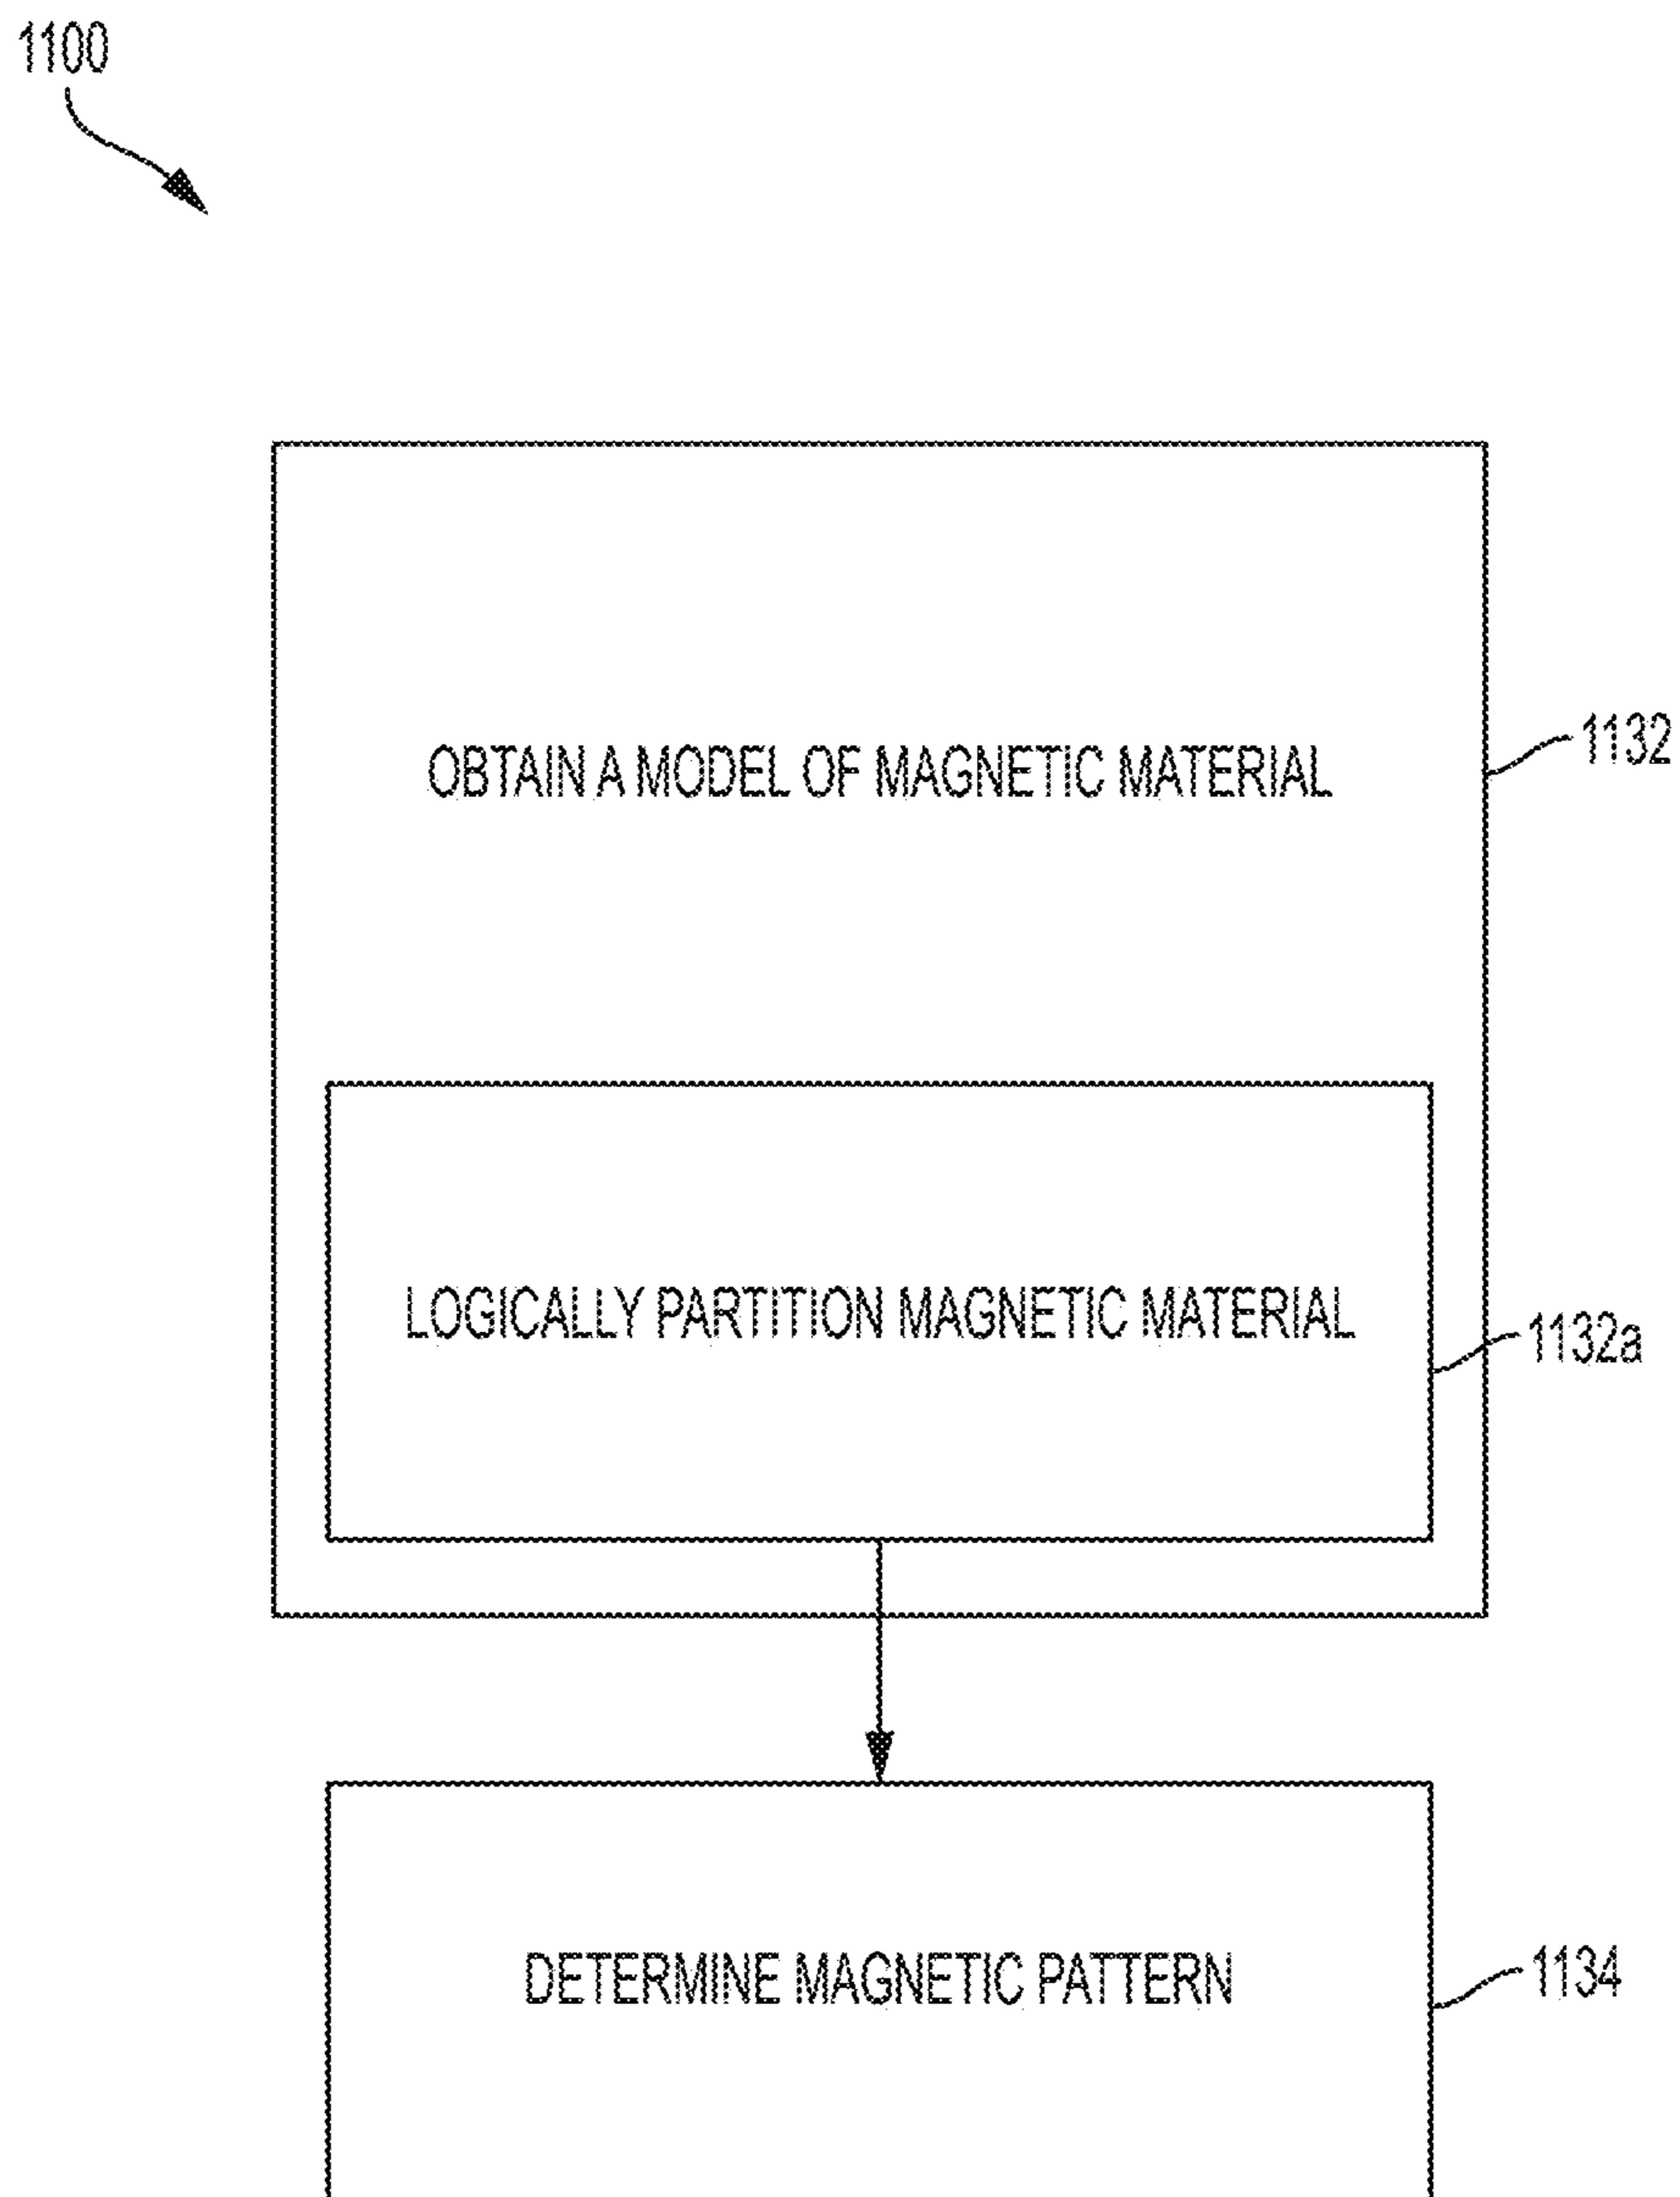 1100
OBTAIN A MODEL OF MAGNETIC MATERIAL
1132
LOGICALLY PARTITION MAGNETIC MATERIAL
1132a
DETERMINE MAGNETIC PATTERN
1134